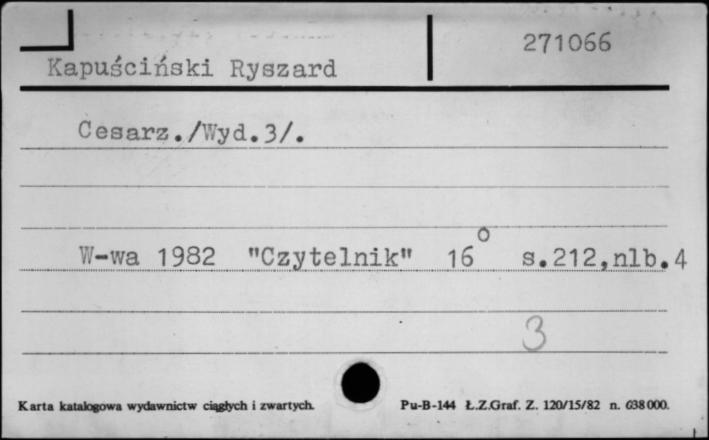 271066
Kapuściński Ryszard
Cesarz./Wyd.3/.
W-wa 1982 "Czytelnik" 16° s.212,nlb.4
3
Karta katalogowa wydawnictw ciągłych i zwartych. Pu-B-144 Ł.Z.Graf. Z. 120/15/82 n. 638000.